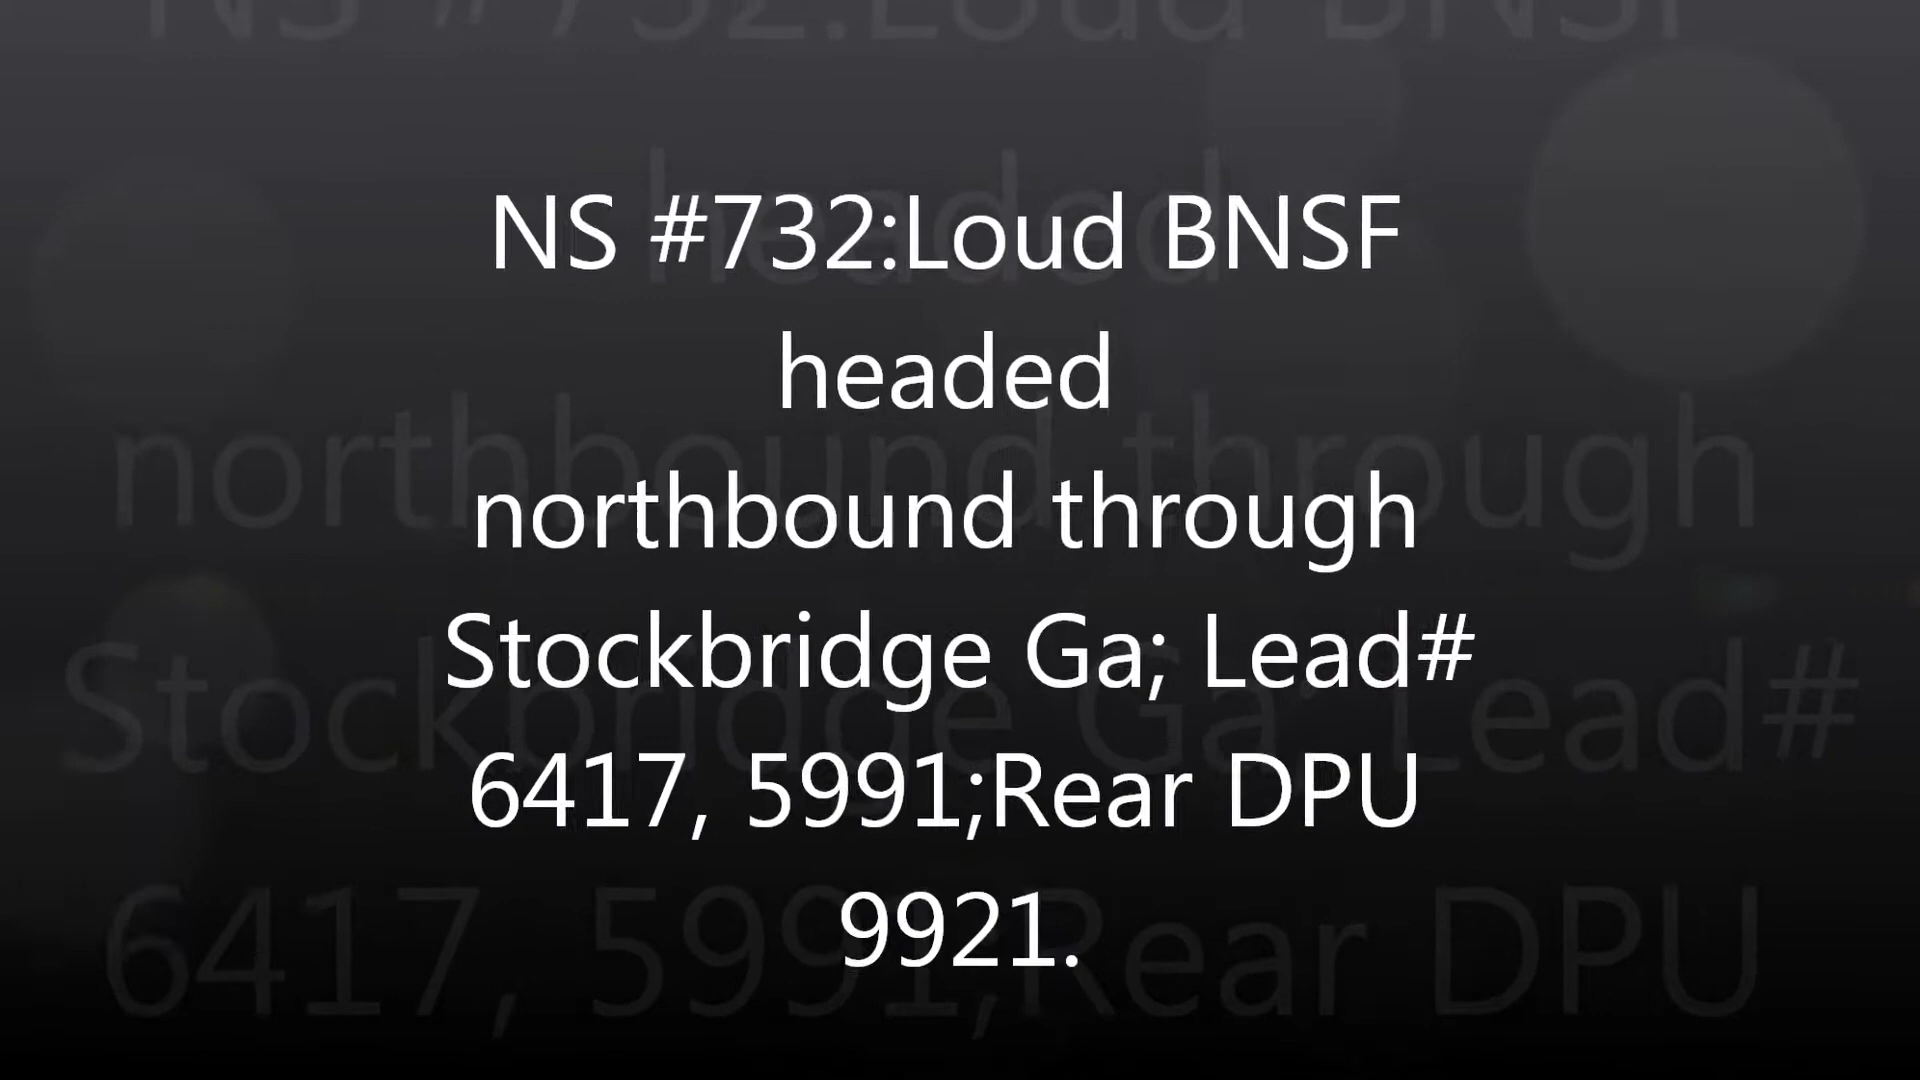 NS #732:Loud BNSF
headed
northbound through
Stockbridge Ga; Lead#
6417, 5991;Rear DPU
9921.